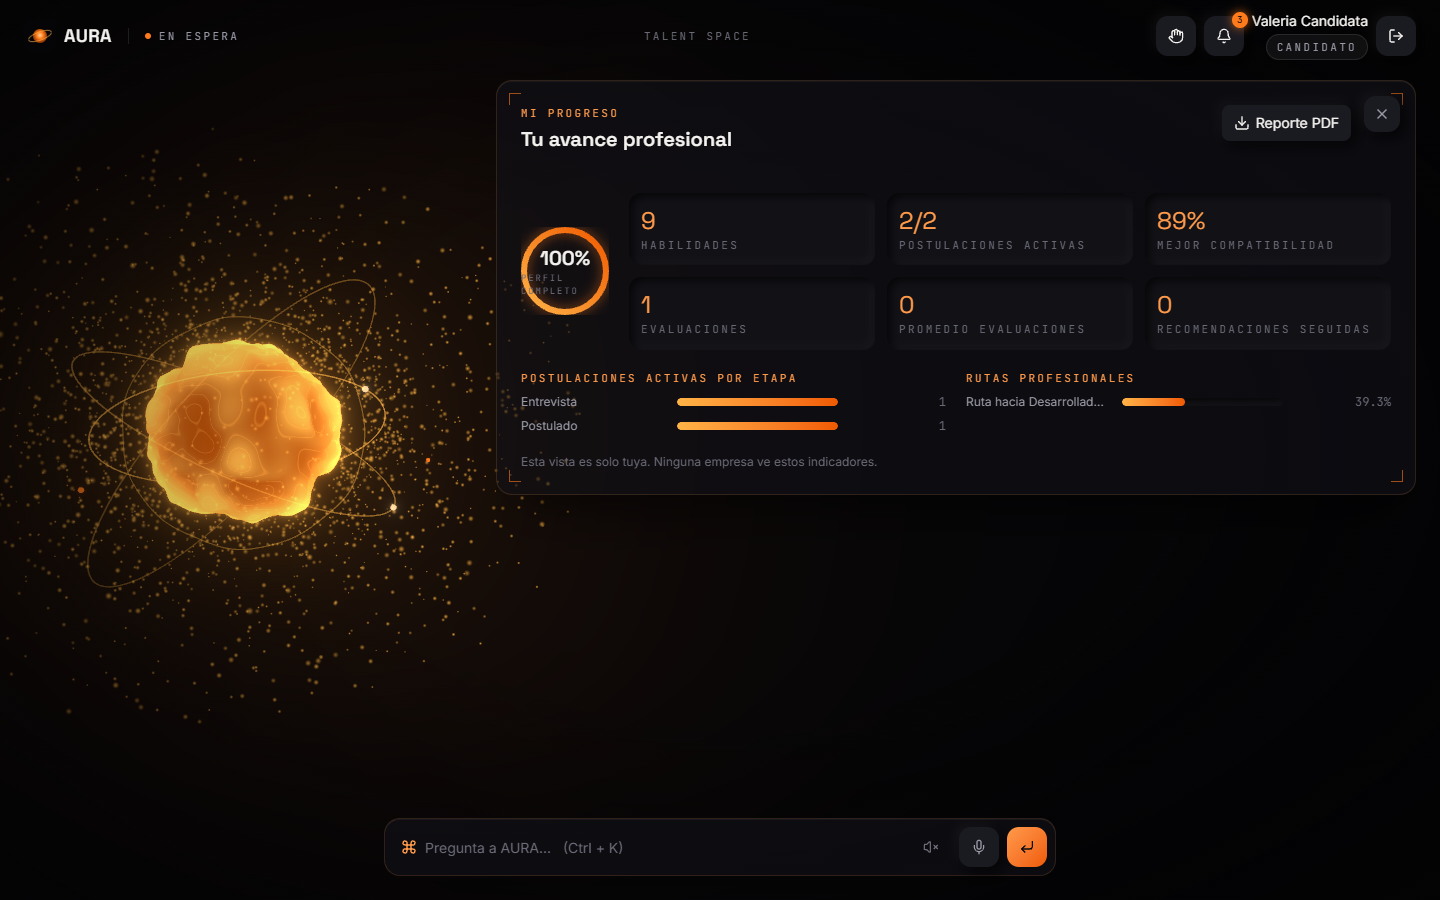 AURA
EN ESPERA
TALENT SPACE
3
Valeria Candidata
CANDIDATO
MI PROGRESO
Tu avance profesional
Reporte PDF
100%
PERFIL
COMPLETO
9
HABILIDADES
2/2
POSTULACIONES ACTIVAS
89%
MEJOR COMPATIBILIDAD
1
EVALUACIONES
0
PROMEDIO EVALUACIONES
0
RECOMENDACIONES SEGUIDAS
POSTULACIONES ACTIVAS POR ETAPA
Entrevista 1
Postulado 1
RUTAS PROFESIONALES
Ruta hacia Desarrollad... 39.3%
Esta vista es solo tuya. Ninguna empresa ve estos indicadores.
⌘ Pregunta a AURA... (Ctrl + K)